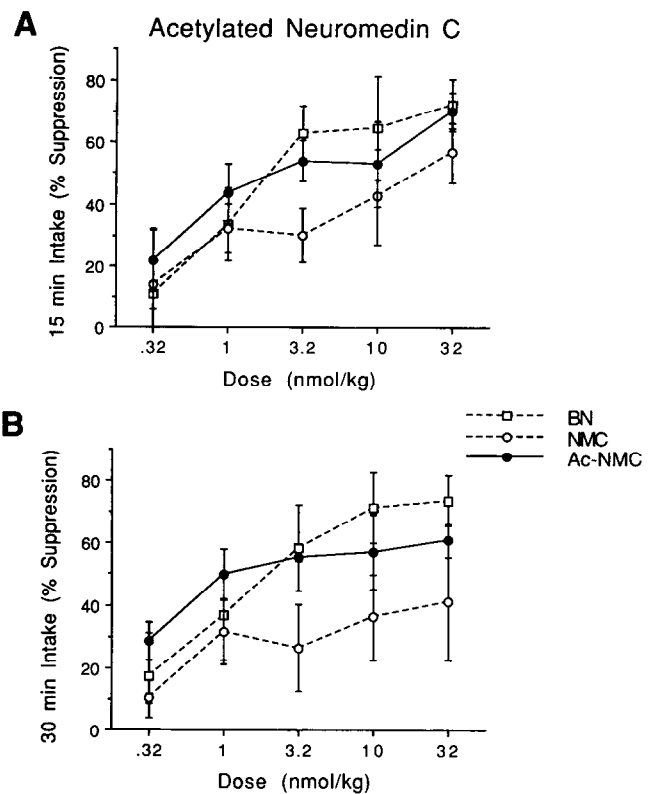 A
Acetylated Neuromedin C
15 min Intake (% Suppression)
80
60
40
20
0
.32
1
3.2
10
32
Dose (nmol/kg)
B
BN
NMC
Ac-NMC
30 min Intake (% Suppression)
80
60
40
20
0
.32
1
3.2
10
32
Dose (nmol/kg)